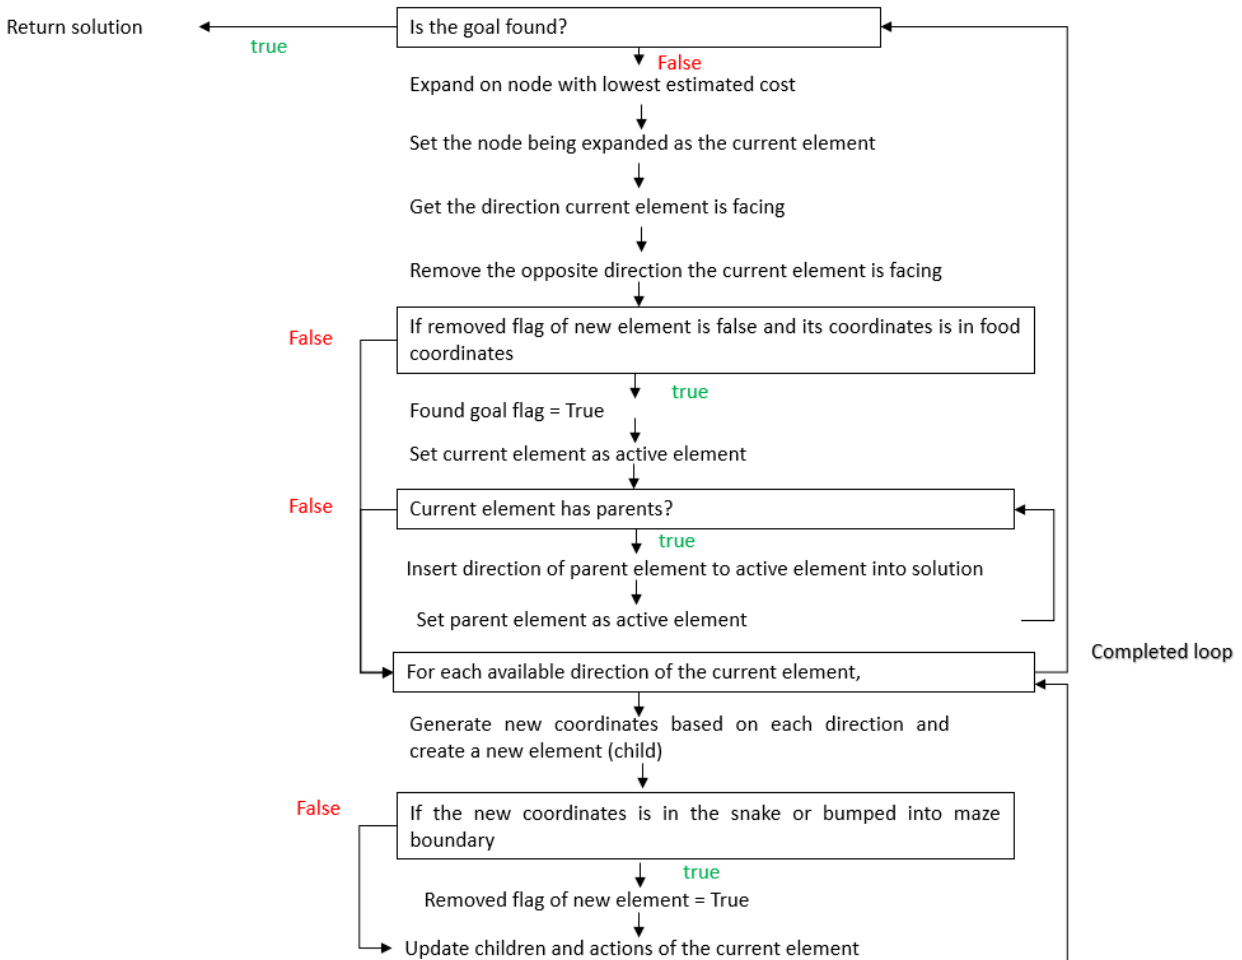 Return solution
true
Is the goal found?
False
Expand on node with lowest estimated cost
Set the node being expanded as the current element
Get the direction current element is facing
Remove the opposite direction the current element is facing
False
If removed flag of new element is false and its coordinates is in food
coordinates
true
Found goal flag = True
Set current element as active element
False
Current element has parents?
true
Insert direction of parent element to active element into solution
Set parent element as active element
Completed loop
For each available direction of the current element,
Generate new coordinates based on each direction and
create a new element (child)
False
If the new coordinates is in the snake or bumped into maze
boundary
true
Removed flag of new element = True
Update children and actions of the current element